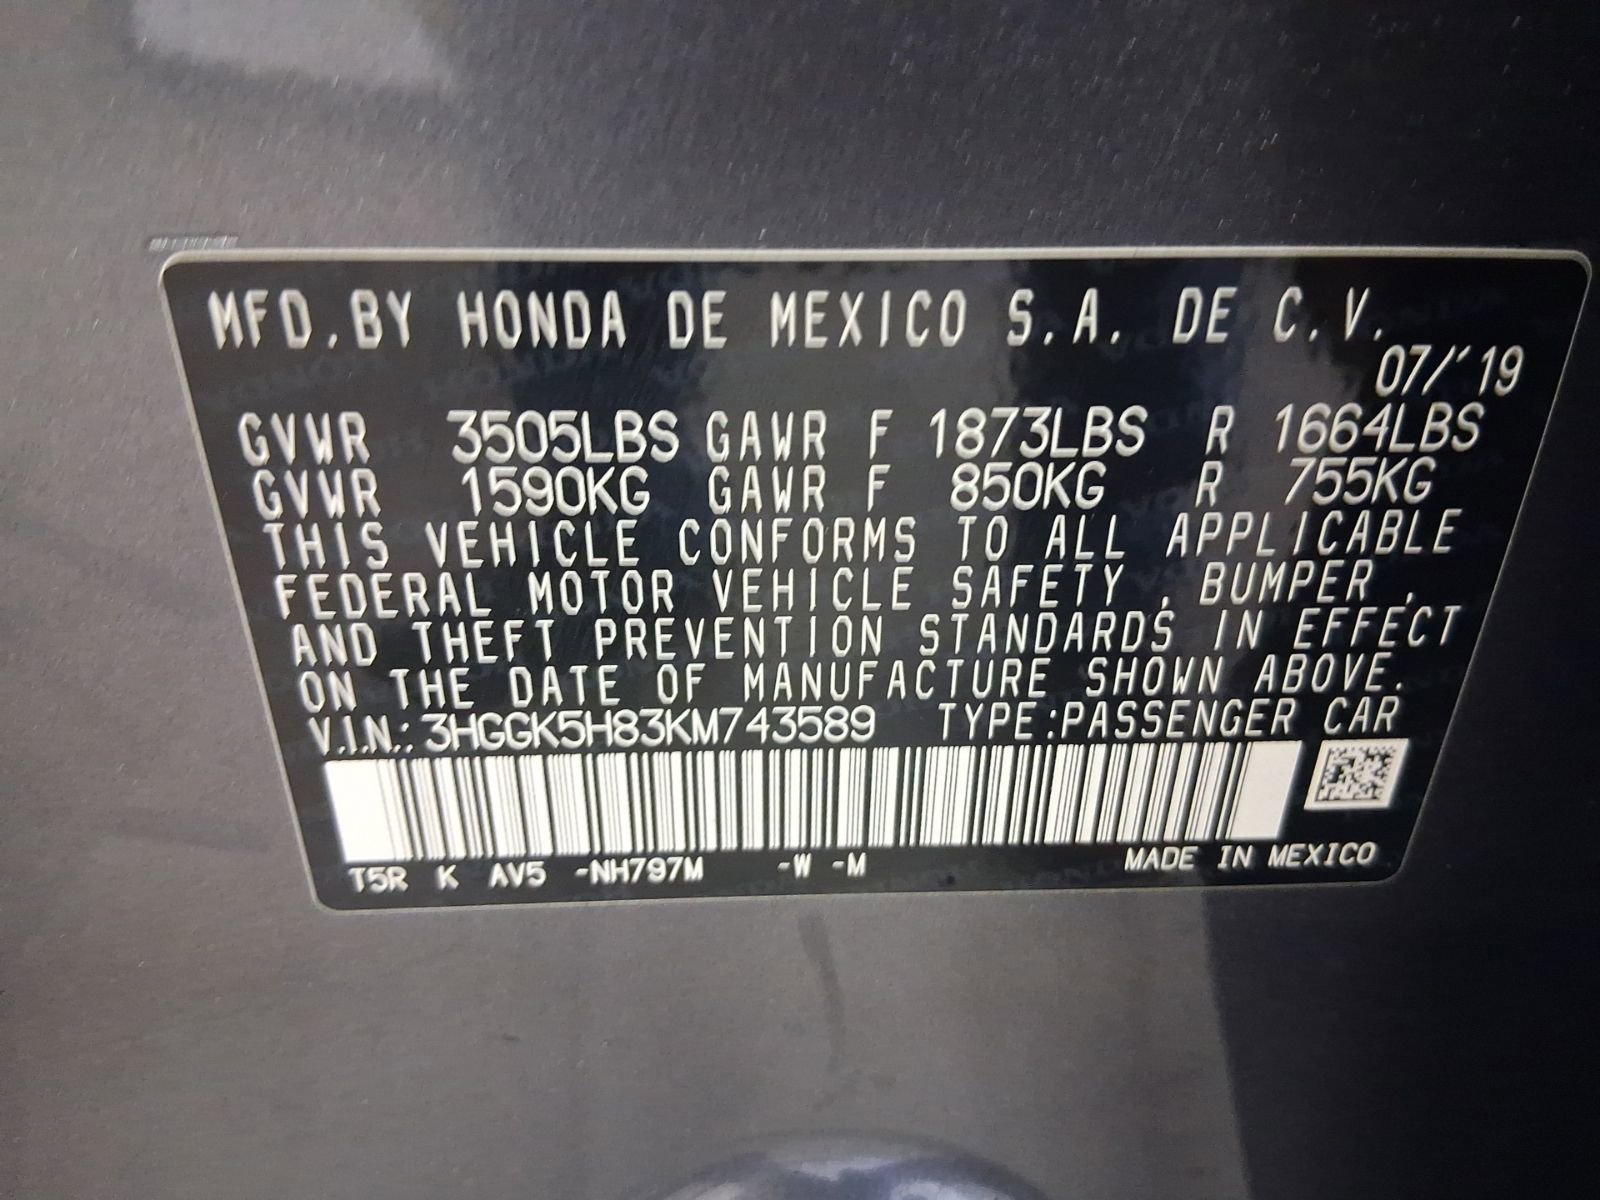 MFD.BY HONDA DE MEXICO S.A. DE C.V.
07/'19
GVWR 3505LBS GAWR F 1873LBS R 1664LBS
GVWR 1590KG GAWR F 850KG R 755KG
THIS VEHICLE CONFORMS TO ALL APPLICABLE
FEDERAL MOTOR VEHICLE SAFETY , BUMPER ,
AND THEFT PREVENTION STANDARDS IN EFFECT
ON THE DATE OF MANUFACTURE SHOWN ABOVE.
V.I.N.: 3HGGK5H83KM743589 TYPE:PASSENGER CAR
T5R K AV5 -NH797M -W -M MADE IN MEXICO